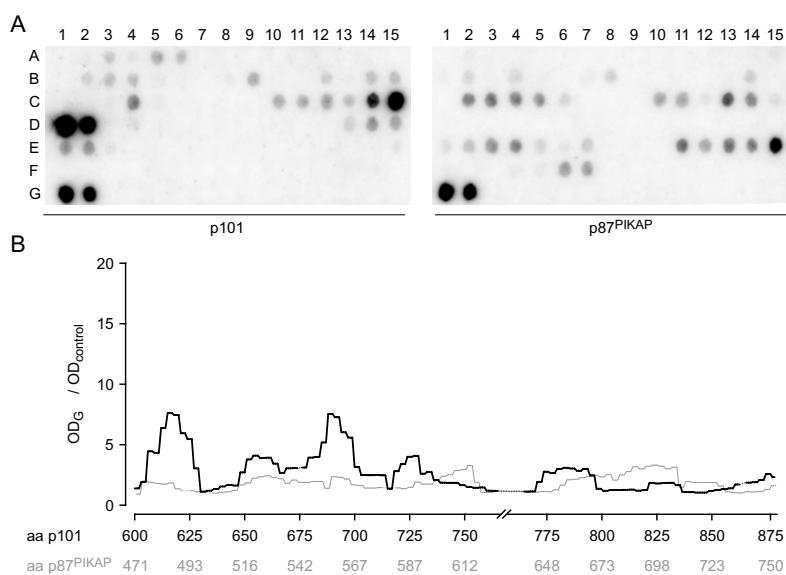 A
1 2 3 4 5 6 7 8 9 10 11 12 13 14 15
1 2 3 4 5 6 7 8 9 10 11 12 13 14 15
A
B
C
D
E
F
G
p101
p87PIKAP
B
20
15
10
5
0
ODG / ODcontrol
600 625 650 675 700 725 750 775 800 825 850 875
aa p101
471 493 516 542 567 587 612 648 673 698 723 750
aa p87PIKAP